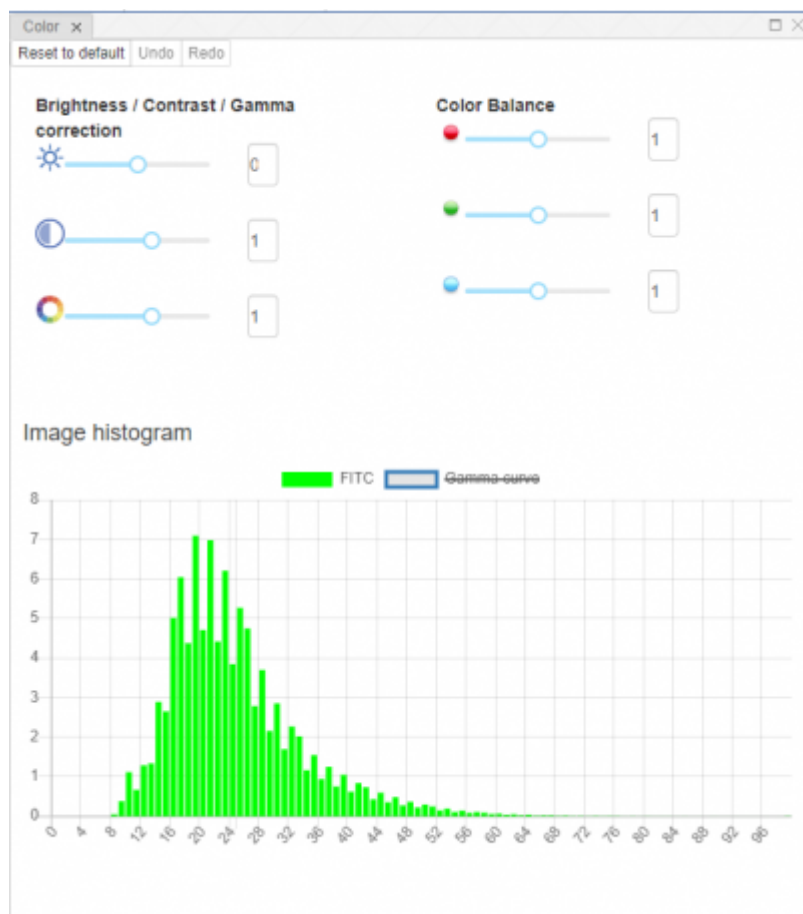 Color x
Reset to default Undo Redo
Brightness / Contrast / Gamma
correction
Color Balance
0
1
1
1
1
1
Image histogram
FITC Gamma curve
8
7
6
5
4
3
2
1
0
0 4 8 12 16 20 24 28 32 36 40 44 48 52 56 60 64 68 72 76 80 84 88 92 96